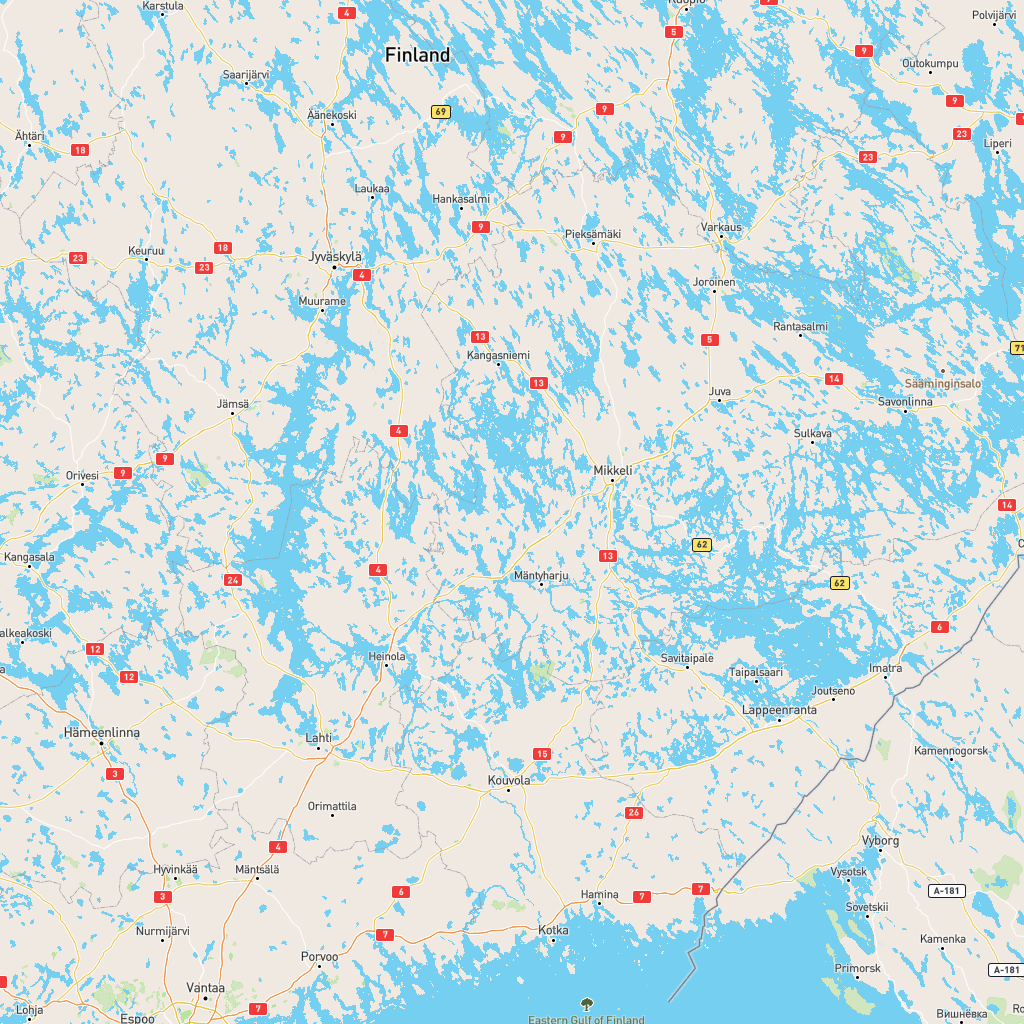 Karstula
4
Kuopio
7
Polvijärvi
5
Finland
9
Outokumpu
Saarijärvi
9
69
9
Äänekoski
9
Ähtäri
9
23
Liperi
18
23
Laukaa
Hankasalmi
9
Varkaus
Pieksämäki
Keuruu
18
23
23
Jyväskylä
4
Joroinen
Muurame
Rantasalmi
13
5
71
Kangasniemi
Sääminginsalo
14
13
Juva
Savonlinna
Jämsä
4
Sulkava
9
9
Mikkeli
Orivesi
14
62
13
Kangasala
4
Mäntyharju
24
62
6
alkeakoski
12
Heinola
Savitaipale
Imatra
12
Taipalsaari
Joutseno
Lappeenranta
Hämeenlinna
Lahti
15
Kamennogorsk
3
Kouvola
Orimattila
26
4
Vyborg
Hyvinkää
Mäntsälä
Vysotsk
6
7
7
A-181
3
Hamina
Sovetskii
Nurmijärvi
7
Kotka
Kamenka
Porvoo
Primorsk
A-181
Vantaa
7
Lohja
Espoo
Eastern Gulf of Finland
Вишнёвка